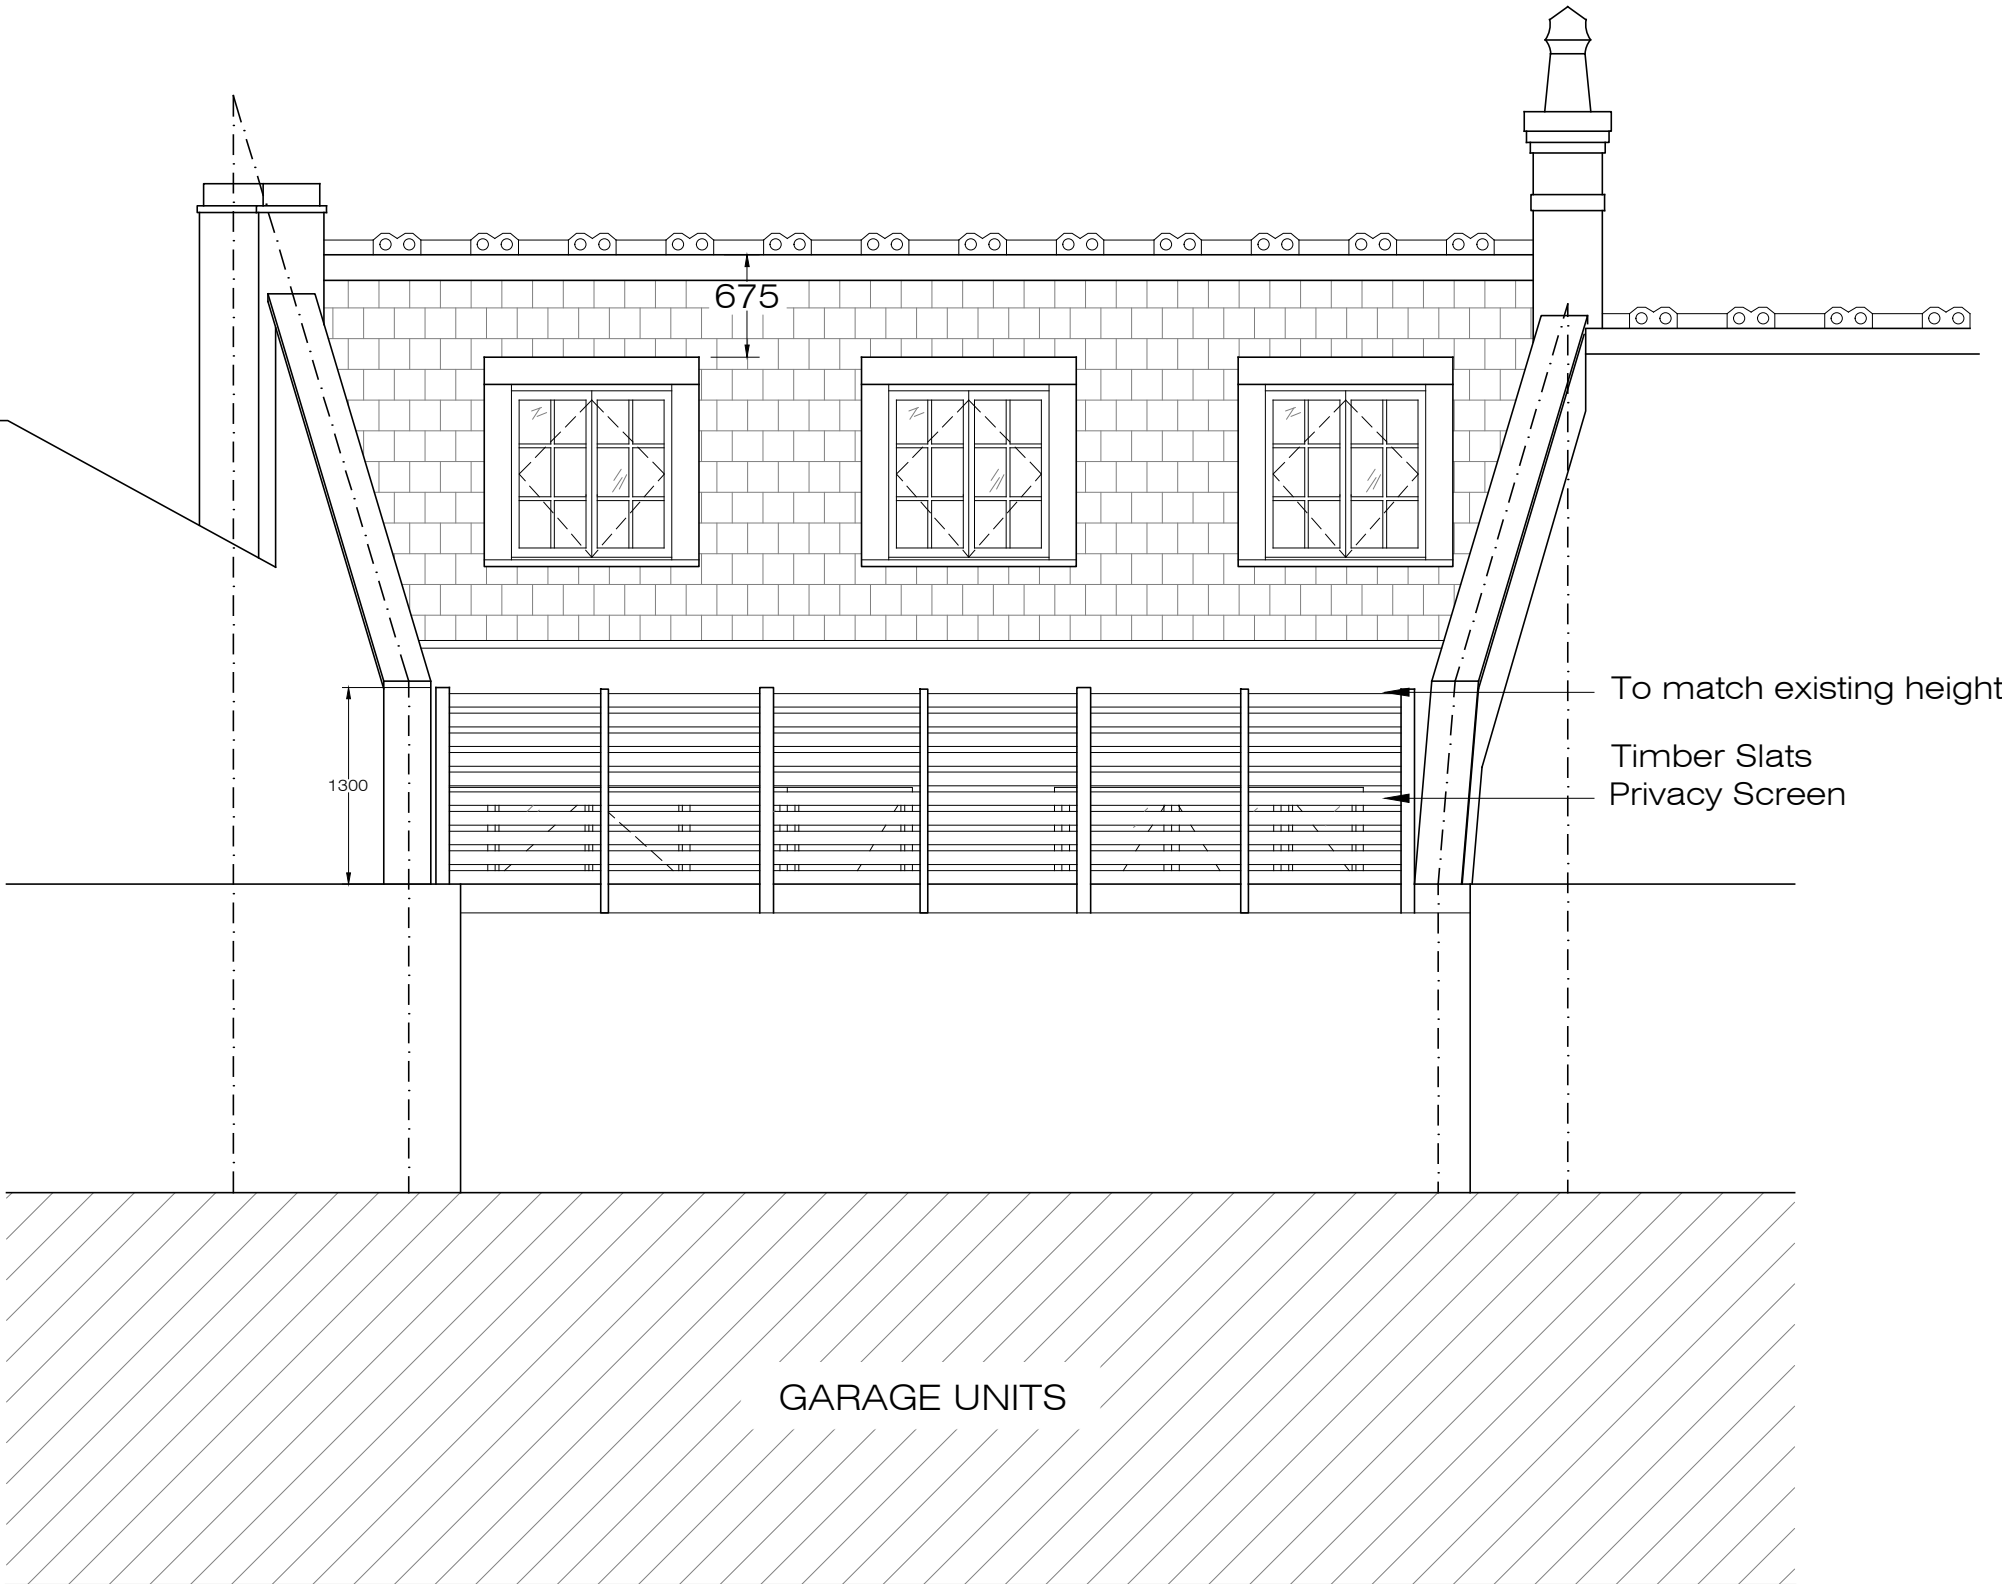 675
To match existing height
Timber Slats
Privacy Screen
1300
GARAGE UNITS